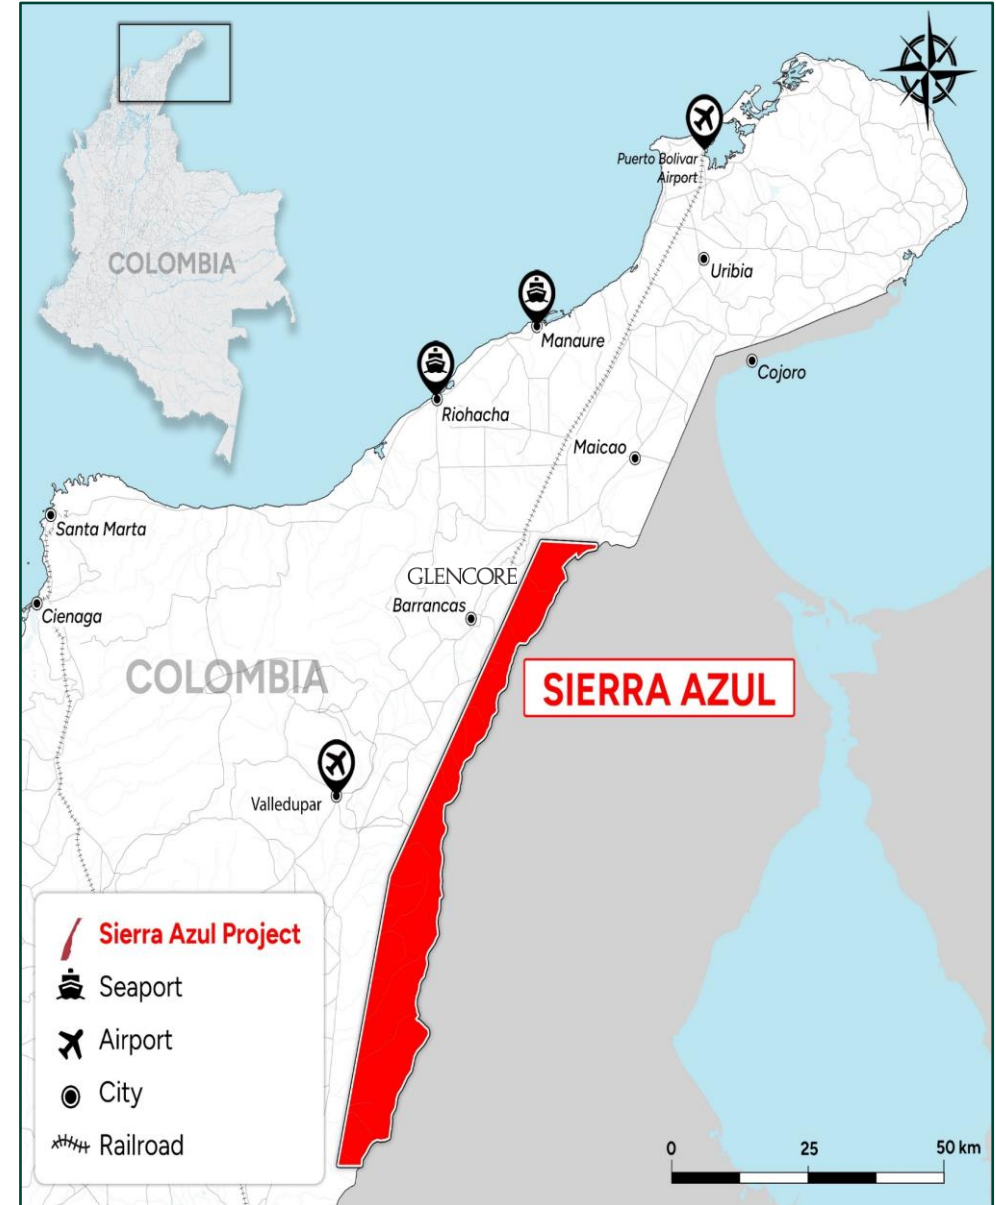 COLOMBIA
Puerto Bolivar
Airport
Uribia
Manaure
Cojoro
Riohacha
Maicao
Santa Marta
GLENCORE
Barrancas
Cienaga
COLOMBIA
SIERRA AZUL
Valledupar
Sierra Azul Project
Seaport
Airport
City
Railroad
0 25 50 km